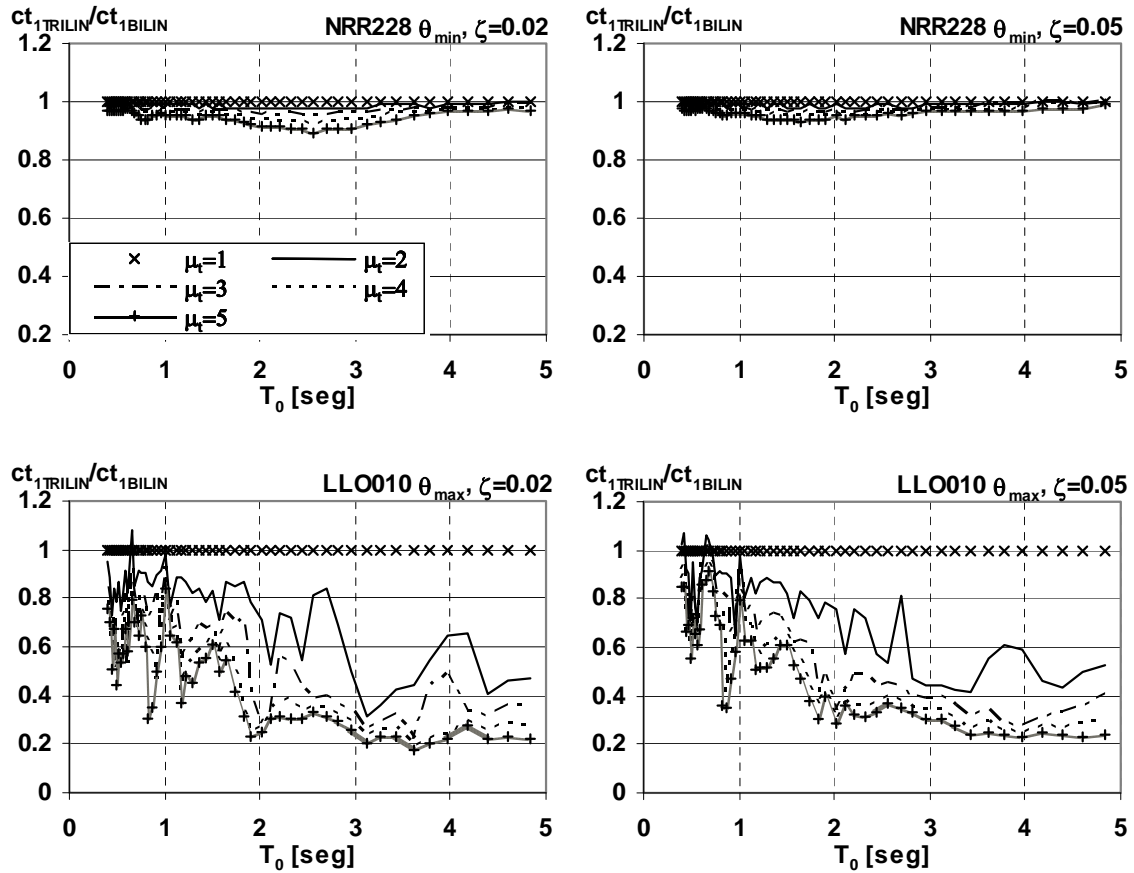 ct1TRILIN/ct1BILIN
NRR228 θmin, ζ=0.02
1.2
1
0.8
0.6
0.4
0.2
μt=1
μt=2
μt=3
μt=4
μt=5
0 1 2 3 4 5
T0 [seg]
ct1TRILIN/ct1BILIN
NRR228 θmin, ζ=0.05
1.2
1
0.8
0.6
0.4
0.2
0 1 2 3 4 5
T0 [seg]
ct1TRILIN/ct1BILIN
LLO010 θmax, ζ=0.02
1.2
1
0.8
0.6
0.4
0.2
0
0 1 2 3 4 5
T0 [seg]
ct1TRILIN/ct1BILIN
LLO010 θmax, ζ=0.05
1.2
1
0.8
0.6
0.4
0.2
0
0 1 2 3 4 5
T0 [seg]